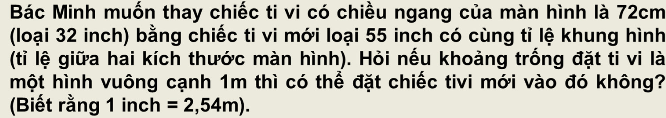 Bác Minh muốn thay chiếc ti vi có chiều ngang của màn hình là 72cm
(loại 32 inch) bằng chiếc ti vi mới loại 55 inch có cùng tỉ lệ khung hình
(tỉ lệ giữa hai kích thước màn hình). Hỏi nếu khoảng trống đặt ti vi là
một hình vuông cạnh 1m thì có thể đặt chiếc tivi mới vào đó không?
(Biết rằng 1 inch = 2,54m).